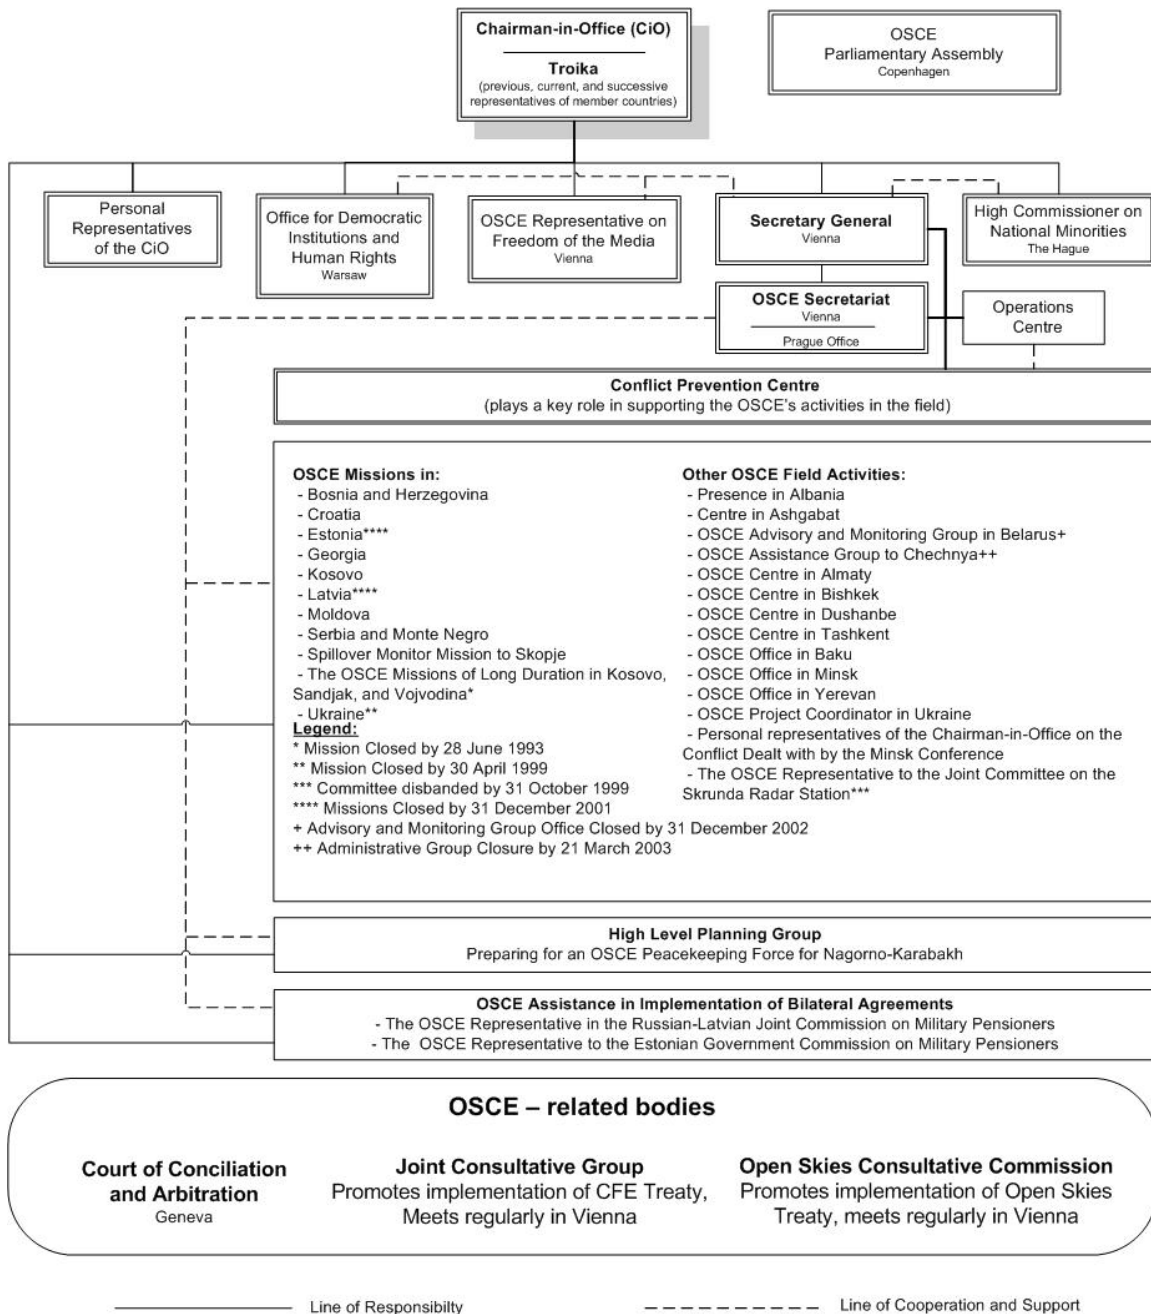 Chairman-in-Office (CiO)
Troika
(previous, current, and successive
representatives of member countries)
OSCE
Parliamentary Assembly
Copenhagen
Personal
Representatives
of the CiO
Office for Democratic
Institutions and
Human Rights
Warsaw
OSCE Representative on
Freedom of the Media
Vienna
Secretary General
Vienna
High Commissioner on
National Minorities
The Hague
OSCE Secretariat
Vienna
Prague Office
Operations
Centre
Conflict Prevention Centre
(plays a key role in supporting the OSCE's activities in the field)
OSCE Missions in:
- Bosnia and Herzegovina
- Croatia
- Estonia****
- Georgia
- Kosovo
- Latvia****
- Moldova
- Serbia and Monte Negro
- Spillover Monitor Mission to Skopje
- The OSCE Missions of Long Duration in Kosovo,
Sandjak, and Vojvodina*
- Ukraine**
Other OSCE Field Activities:
- Presence in Albania
- Centre in Ashgabat
- OSCE Advisory and Monitoring Group in Belarus+
- OSCE Assistance Group to Chechnya++
- OSCE Centre in Almaty
- OSCE Centre in Bishkek
- OSCE Centre in Dushanbe
- OSCE Centre in Tashkent
- OSCE Office in Baku
- OSCE Office in Minsk
- OSCE Office in Yerevan
- OSCE Project Coordinator in Ukraine
- Personal representatives of the Chairman-in-Office on the
Conflict Dealt with by the Minsk Conference
- The OSCE Representative to the Joint Committee on the
Skrunda Radar Station***
Legend:
* Mission Closed by 28 June 1993
** Mission Closed by 30 April 1999
*** Committee disbanded by 31 October 1999
**** Missions Closed by 31 December 2001
+ Advisory and Monitoring Group Office Closed by 31 December 2002
++ Administrative Group Closure by 21 March 2003
High Level Planning Group
Preparing for an OSCE Peacekeeping Force for Nagorno-Karabakh
OSCE Assistance in Implementation of Bilateral Agreements
- The OSCE Representative in the Russian-Latvian Joint Commission on Military Pensioners
- The OSCE Representative to the Estonian Government Commission on Military Pensioners
OSCE – related bodies
Court of Conciliation
and Arbitration
Geneva
Joint Consultative Group
Promotes implementation of CFE Treaty,
Meets regularly in Vienna
Open Skies Consultative Commission
Promotes implementation of Open Skies
Treaty, meets regularly in Vienna
Line of Responsibilty
Line of Cooperation and Support